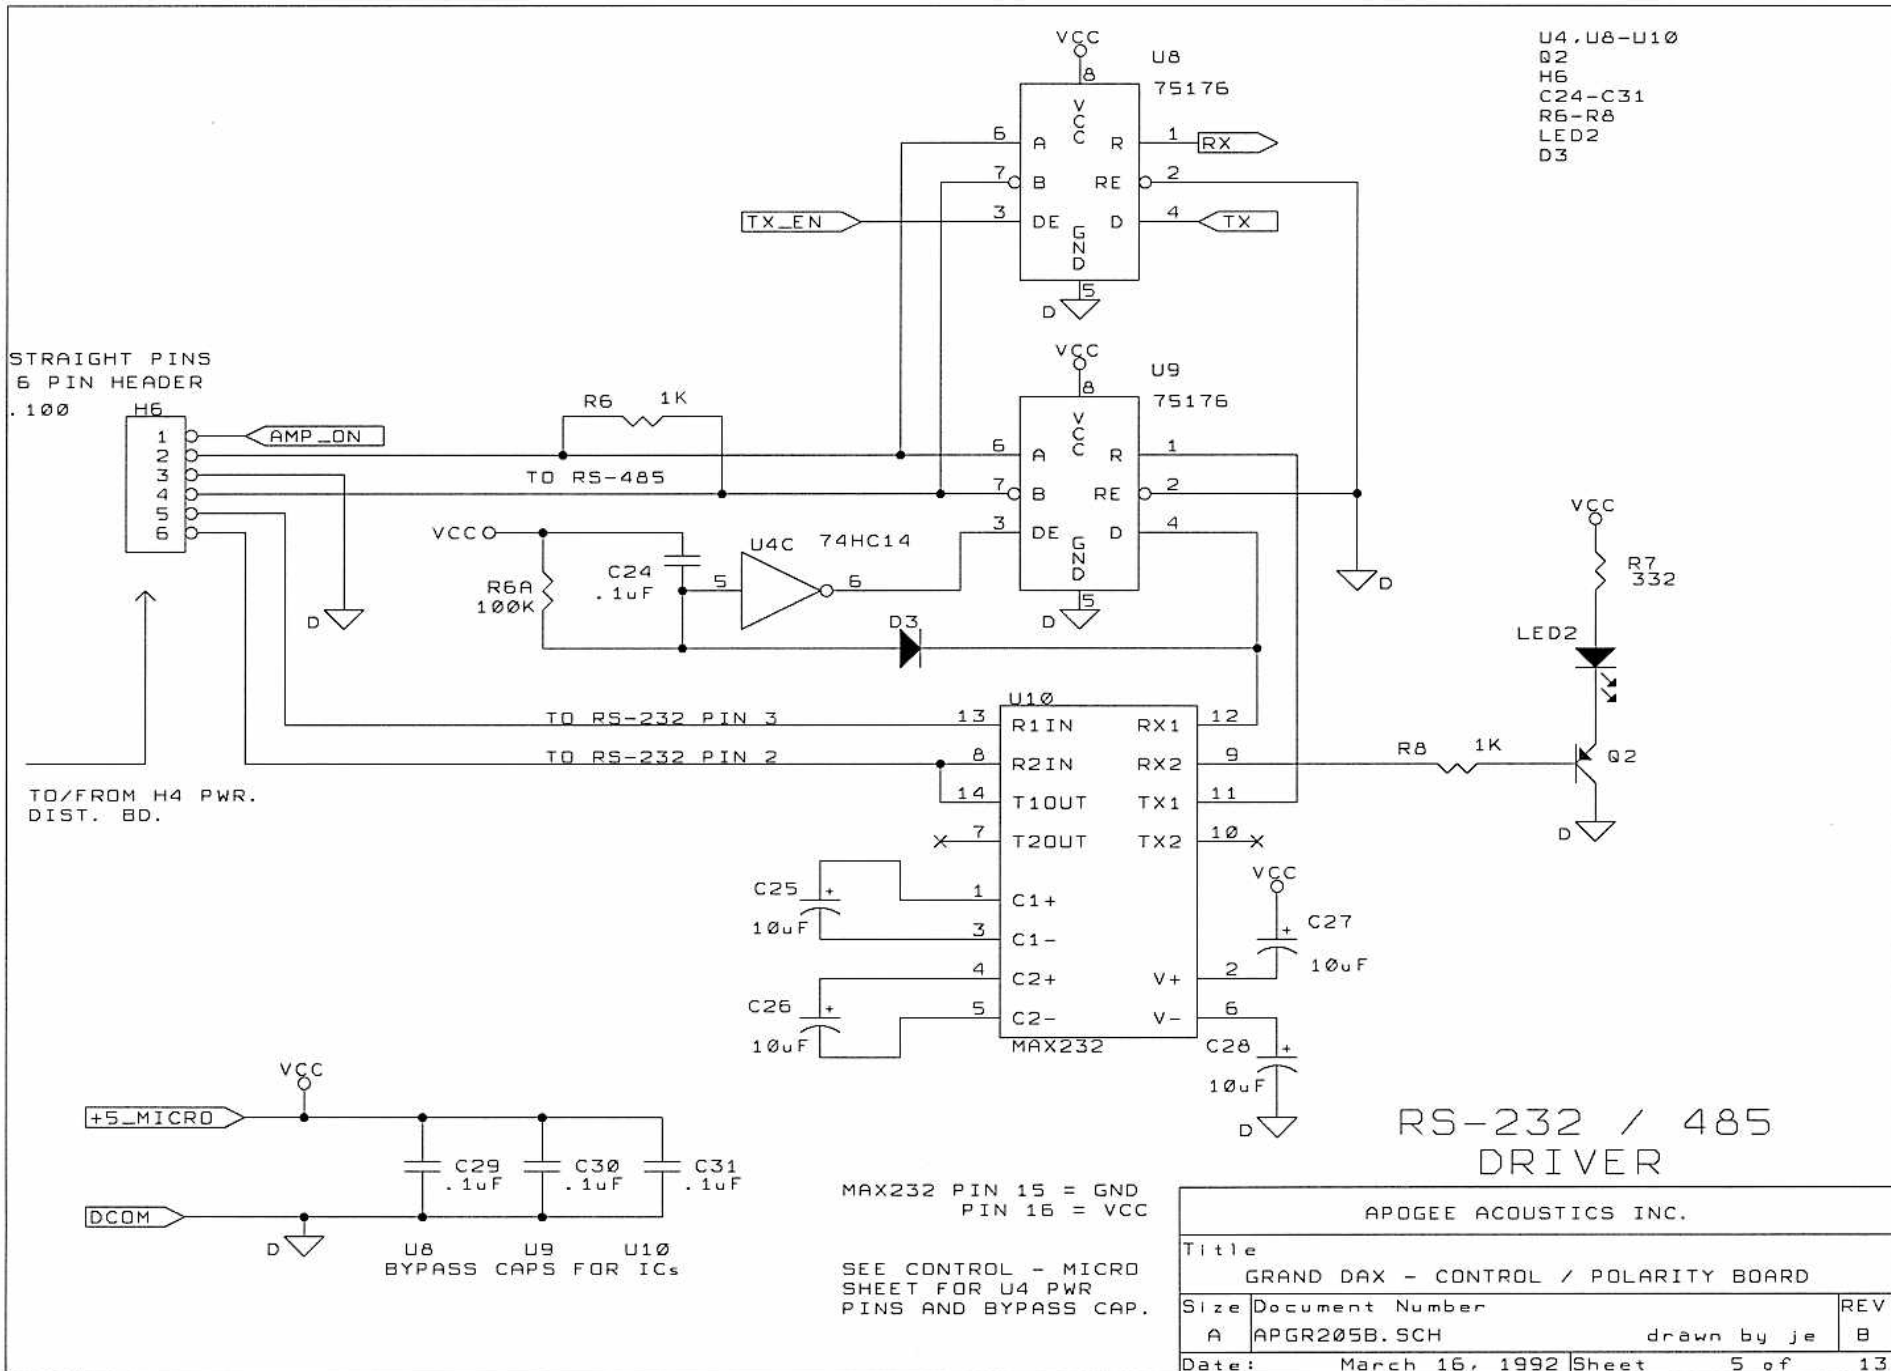 U4,U8-U10
Q2
H6
C24-C31
R6-R8
LED2
D3
VCC
8
U8
75176
VCC
6 A R 1 RX
7 B RE 2
TX_EN 3 DE D 4 TX
GND
5
D
STRAIGHT PINS
6 PIN HEADER
.100
H6
1 AMP_ON
2
3
4
5
6
D
R6 1K
TO RS-485
VCC
8
U9
75176
VCC
6 A R 1
7 B RE 2
3 DE D 4
GND
5
D
D
VCC
R6A
100K
C24
.1uF
5 U4C 6
74HC14
D3
VCC
R7
332
LED2
Q2
D
R8 1K
U10
TO RS-232 PIN 3 13 R1IN RX1 12
TO RS-232 PIN 2 8 R2IN RX2 9
14 T1OUT TX1 11
7 T2OUT TX2 10
1 C1+
3 C1-
4 C2+ V+ 2
5 C2- V- 6
MAX232
TO/FROM H4 PWR.
DIST. BD.
C25 +
10uF
C26 +
10uF
VCC
+ C27
10uF
C28 +
10uF
D
VCC
+5_MICRO
C29
.1uF
C30
.1uF
C31
.1uF
DCOM
D
U8 U9 U10
BYPASS CAPS FOR ICs
MAX232 PIN 15 = GND
PIN 16 = VCC
SEE CONTROL - MICRO
SHEET FOR U4 PWR
PINS AND BYPASS CAP.
RS-232 / 485
DRIVER
APOGEE ACOUSTICS INC.
Title
GRAND DAX - CONTROL / POLARITY BOARD
Size Document Number REV
A APGR205B.SCH drawn by je B
Date: March 16, 1992 Sheet 5 of 13